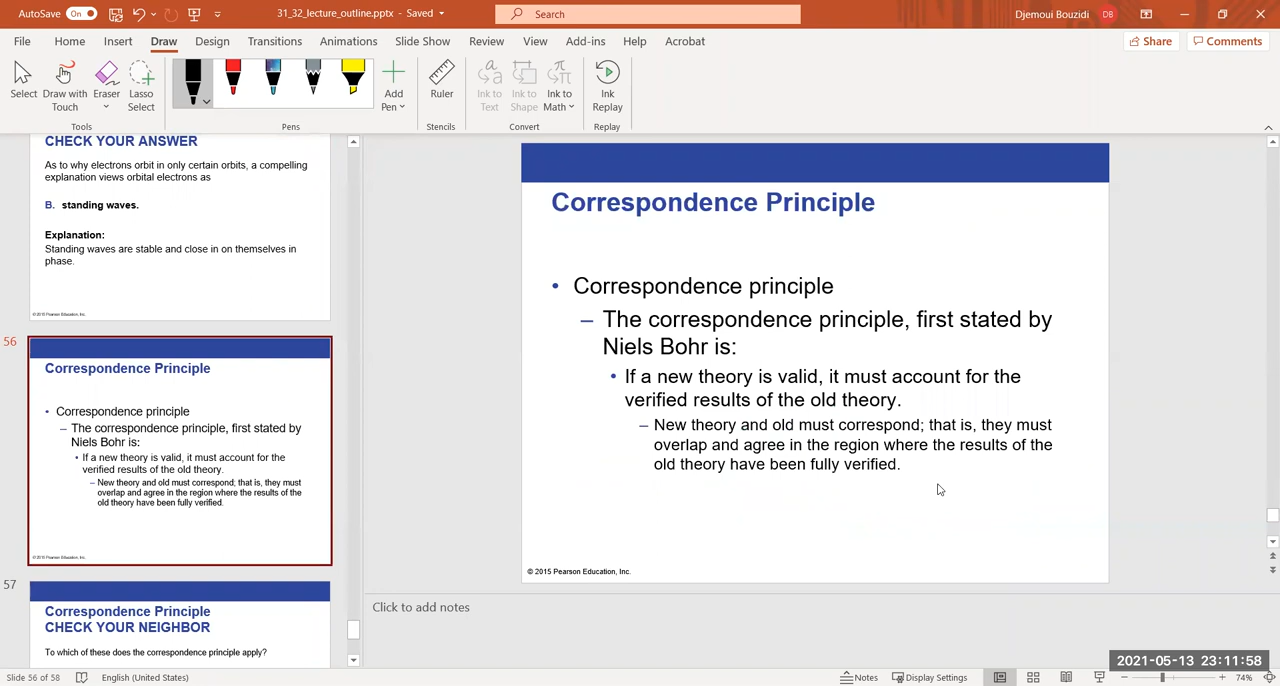 AutoSave On 31_32_lecture_outline.pptx - Saved Search Djemoui Bouzidi DB
File Home Insert Draw Design Transitions Animations Slide Show Review View Add-ins Help Acrobat Share Comments
Select Draw with Touch Eraser Lasso Select Add Pen Ruler Ink to Text Ink to Shape Ink to Math Ink Replay
Tools Pens Stencils Convert Replay
CHECK YOUR ANSWER
As to why electrons orbit in only certain orbits, a compelling
explanation views orbital electrons as
B. standing waves.
Explanation:
Standing waves are stable and close in on themselves in
phase.
© 2015 Pearson Education, Inc.
56
Correspondence Principle
• Correspondence principle
– The correspondence principle, first stated by
Niels Bohr is:
• If a new theory is valid, it must account for the
verified results of the old theory.
– New theory and old must correspond; that is, they must
overlap and agree in the region where the results of the
old theory have been fully verified.
© 2015 Pearson Education, Inc.
57
Correspondence Principle
CHECK YOUR NEIGHBOR
To which of these does the correspondence principle apply?
Correspondence Principle
• Correspondence principle
– The correspondence principle, first stated by
Niels Bohr is:
• If a new theory is valid, it must account for the
verified results of the old theory.
– New theory and old must correspond; that is, they must
overlap and agree in the region where the results of the
old theory have been fully verified.
© 2015 Pearson Education, Inc.
Click to add notes
2021-05-13 23:11:58
Slide 56 of 58 English (United States) Notes Display Settings 74%